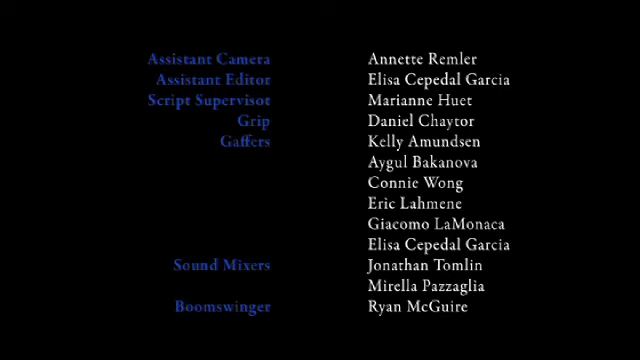 Assistant Camera Annette Remler
Assistant Editor Elisa Cepedal Garcia
Script Supervisot Marianne Huet
Grip Daniel Chaytor
Gaffers Kelly Amundsen
Aygul Bakanova
Connie Wong
Eric Lahmene
Giacomo LaMonaca
Elisa Cepedal Garcia
Sound Mixers Jonathan Tomlin
Mirella Pazzaglia
Boomswinger Ryan McGuire